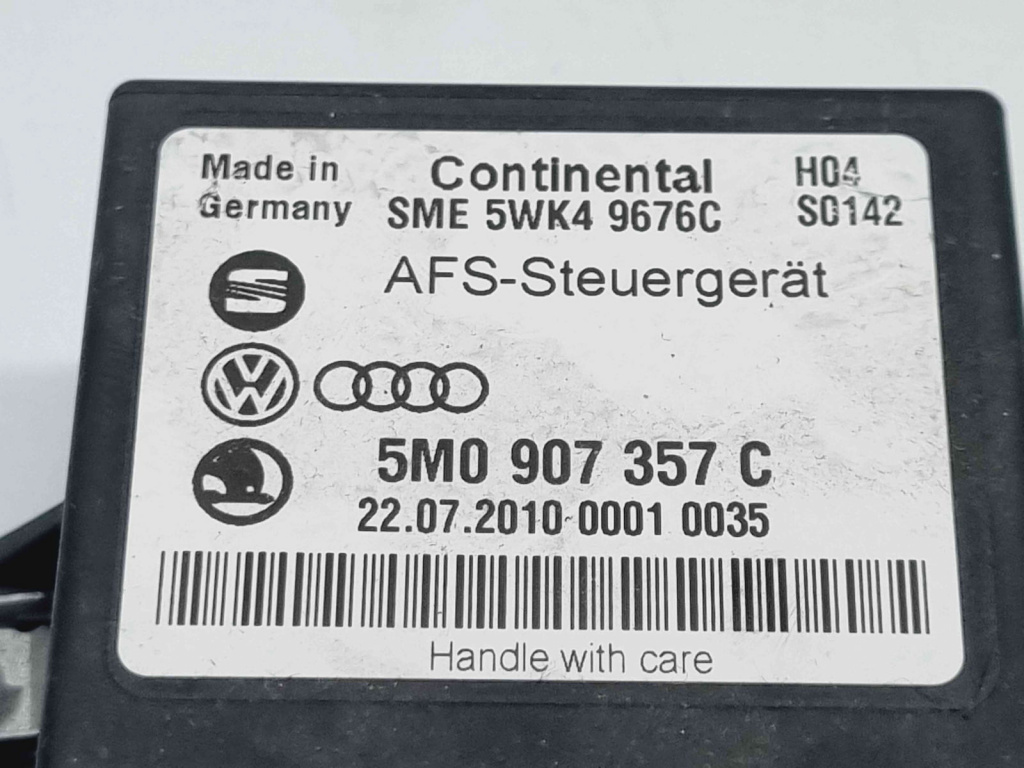 Made in Continental H04
Germany SME 5WK4 9676C S0142
AFS-Steuergerät
5M0 907 357 C
22.07.2010 0001 0035
Handle with care